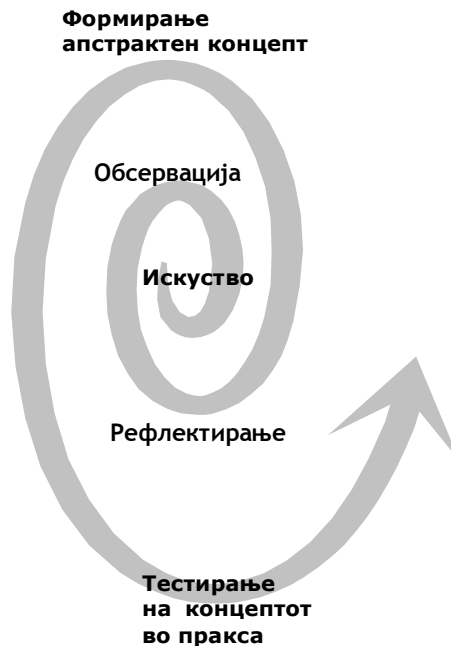 Формирање
апстрактен концепт
Обсервација
Искуство
Рефлектирање
Тестирање
на концептот
во пракса